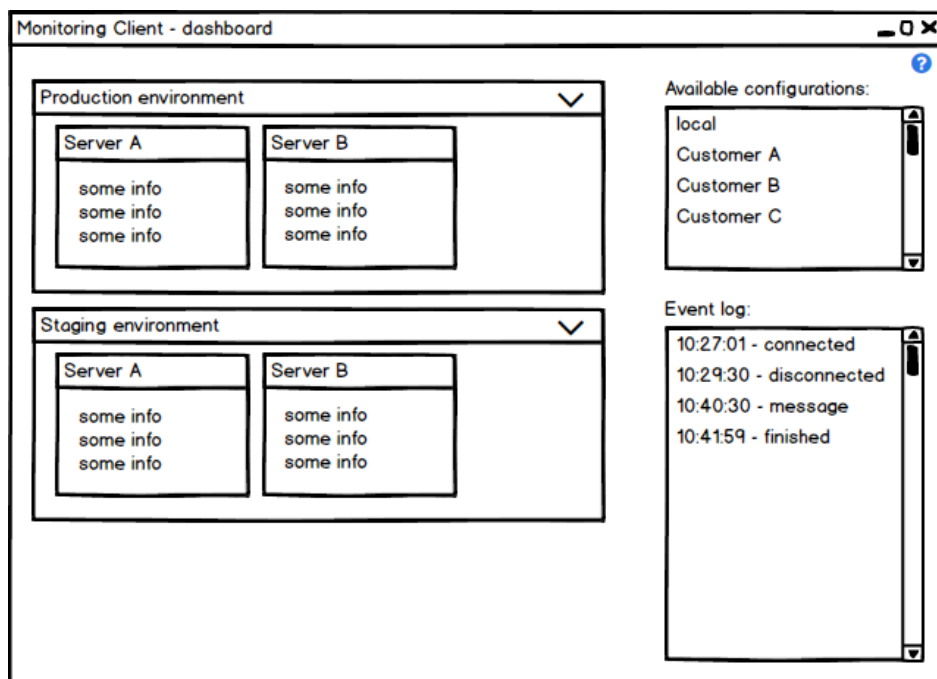 Monitoring Client - dashboard
?
Production environment
Server A
some info
some info
some info
Server B
some info
some info
some info
Staging environment
Server A
some info
some info
some info
Server B
some info
some info
some info
Available configurations:
local
Customer A
Customer B
Customer C
Event log:
10:27:01 - connected
10:29:30 - disconnected
10:40:30 - message
10:41:59 - finished